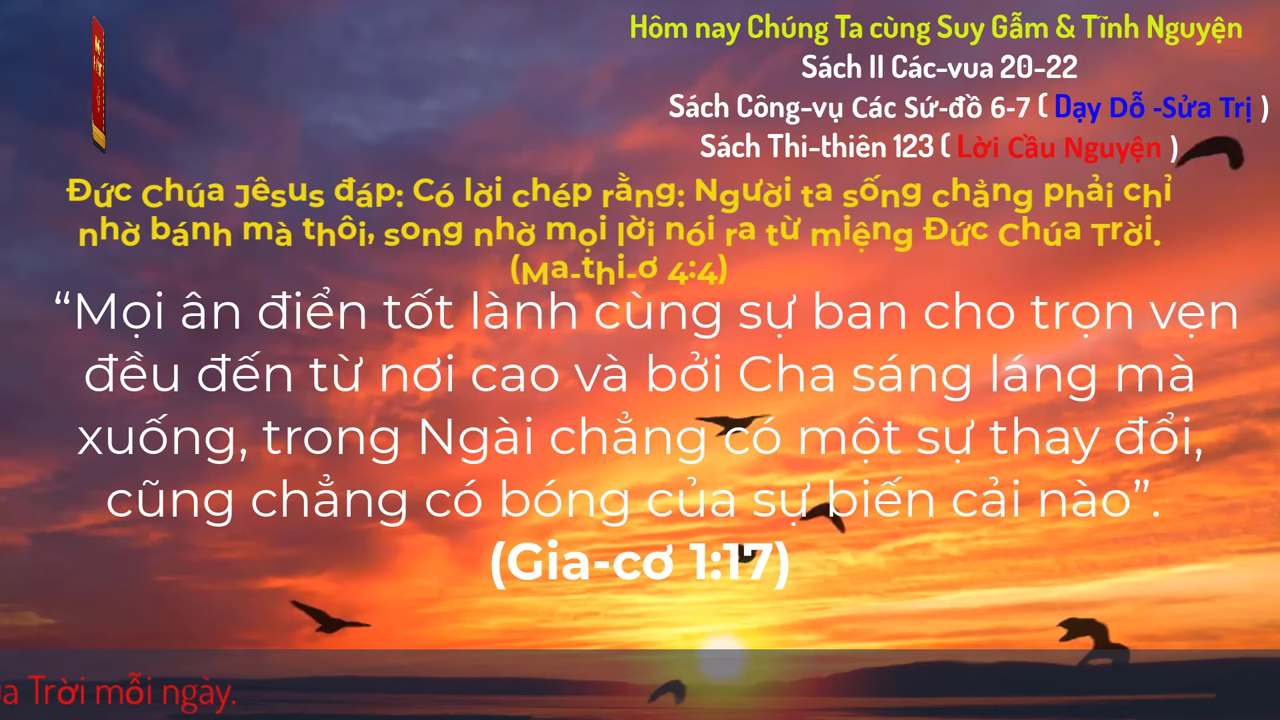 Hôm nay Chúng Ta cùng Suy Gẫm & Tĩnh Nguyện
Sách II Các-vua 20-22
Sách Công-vụ Các Sứ-đồ 6-7 ( Dạy Dỗ -Sửa Trị )
Sách Thi-thiên 123 ( Lời Cầu Nguyện )
Đức Chúa Jêsus đáp: Có lời chép rằng: Người ta sống chẳng phải chỉ
nhờ bánh mà thôi, song nhờ mọi lời nói ra từ miệng Đức Chúa Trời.
(Ma-thi-ơ 4:4)
“Mọi ân điển tốt lành cùng sự ban cho trọn vẹn
đều đến từ nơi cao và bởi Cha sáng láng mà
xuống, trong Ngài chẳng có một sự thay đổi,
cũng chẳng có bóng của sự biến cải nào”.
(Gia-cơ 1:17)
Trời mỗi ngày.